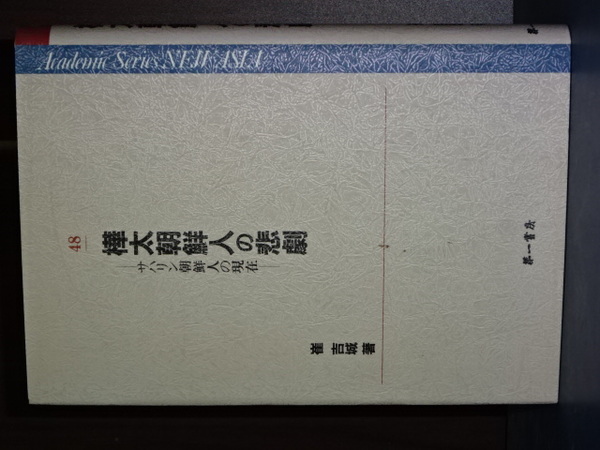 Academic Series NEW ASIA
48
樺太朝鮮人の悲劇
サハリン朝鮮人の現在
崔吉城 著
第一書房